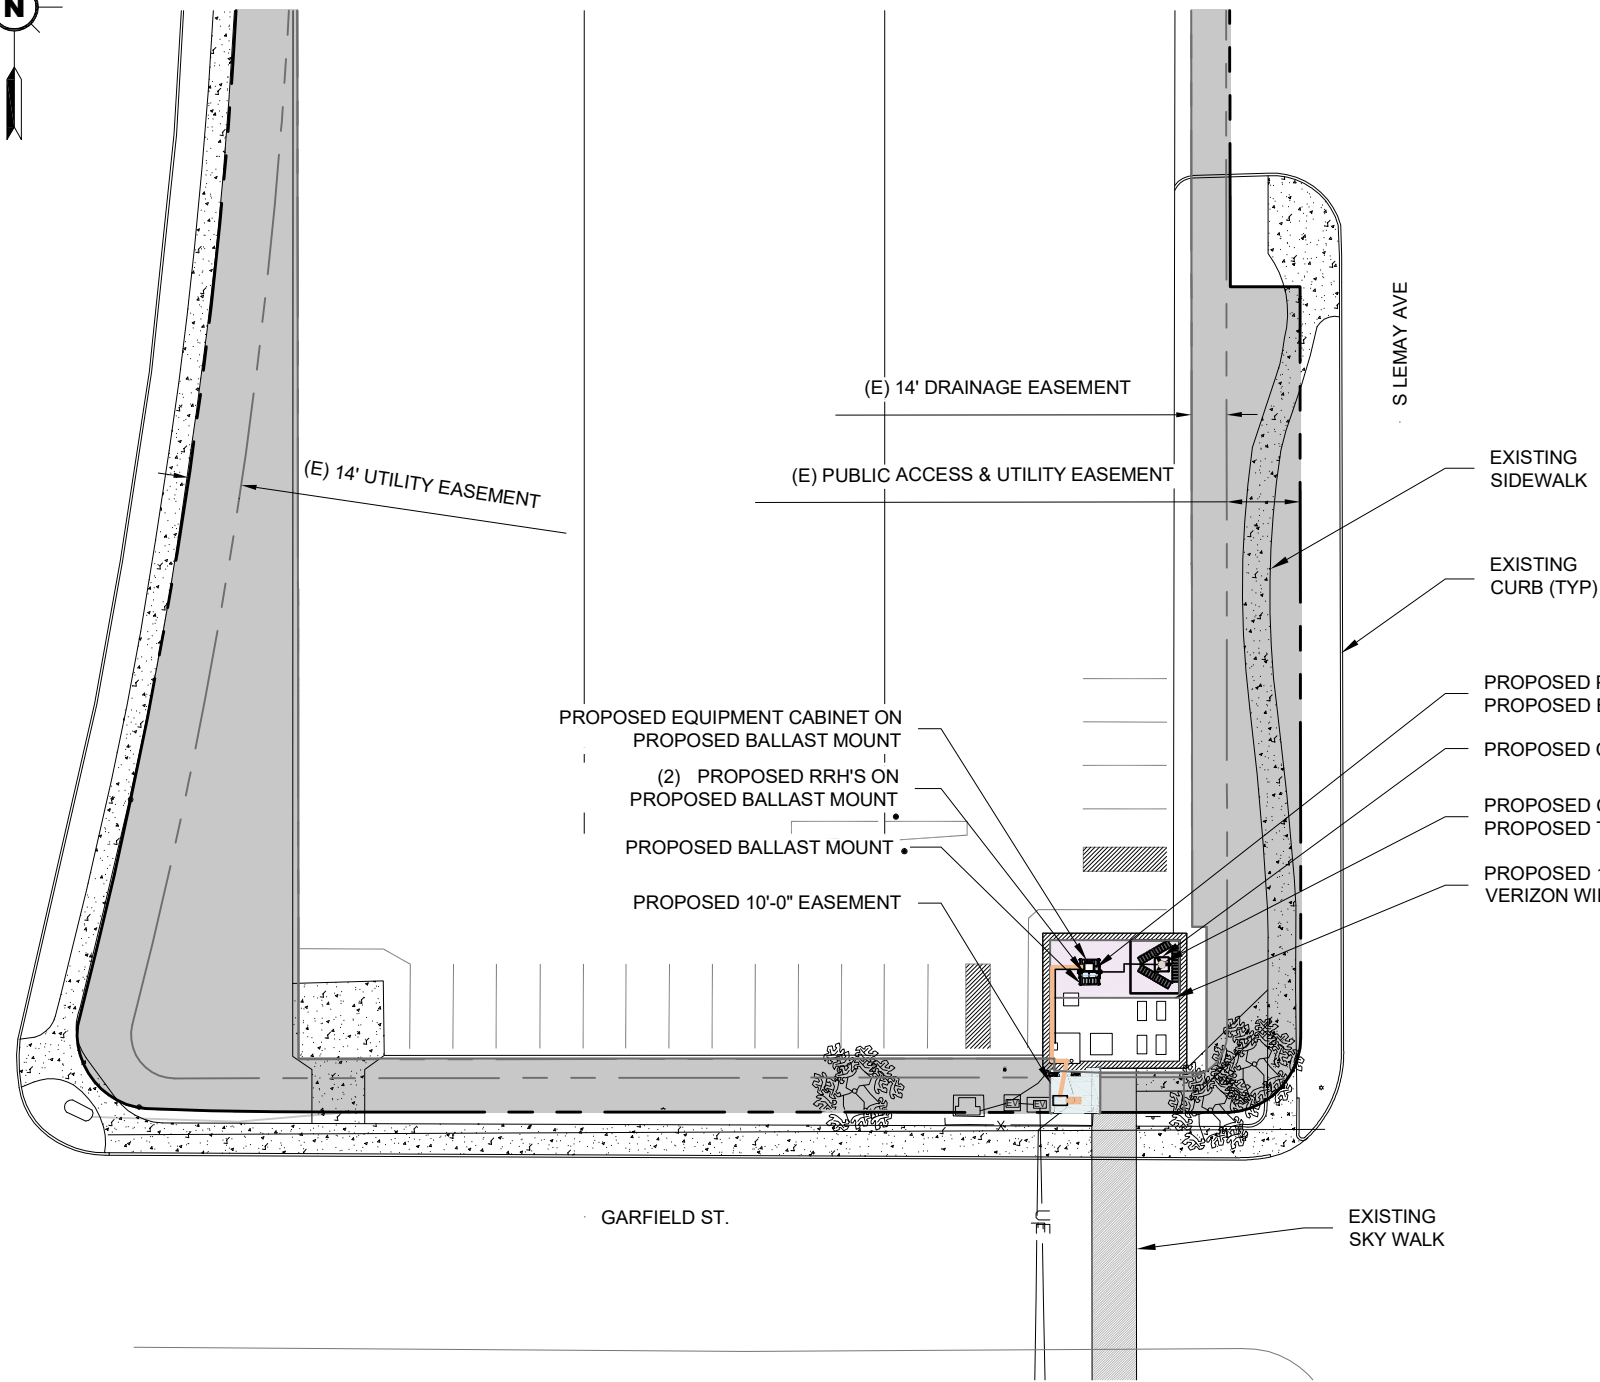 N
(E) 14' DRAINAGE EASEMENT
S LEMAY AVE
(E) PUBLIC ACCESS & UTILITY EASEMENT
(E) 14' UTILITY EASEMENT
EXISTING
SIDEWALK
EXISTING
CURB (TYP)
PROPOSED EQUIPMENT CABINET ON
PROPOSED BALLAST MOUNT
(2) PROPOSED RRH'S ON
PROPOSED BALLAST MOUNT
PROPOSED BALLAST MOUNT
PROPOSED 10'-0" EASEMENT
PROPOSED
PROPOSED
PROPOSED
PROPOSED
PROPOSED
PROPOSED
VERIZON
EV
EV
X
UE
GARFIELD ST.
EXISTING
SKY WALK